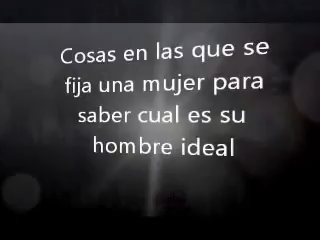 Cosas en las que se
fija una mujer para
saber cual es su
hombre ideal